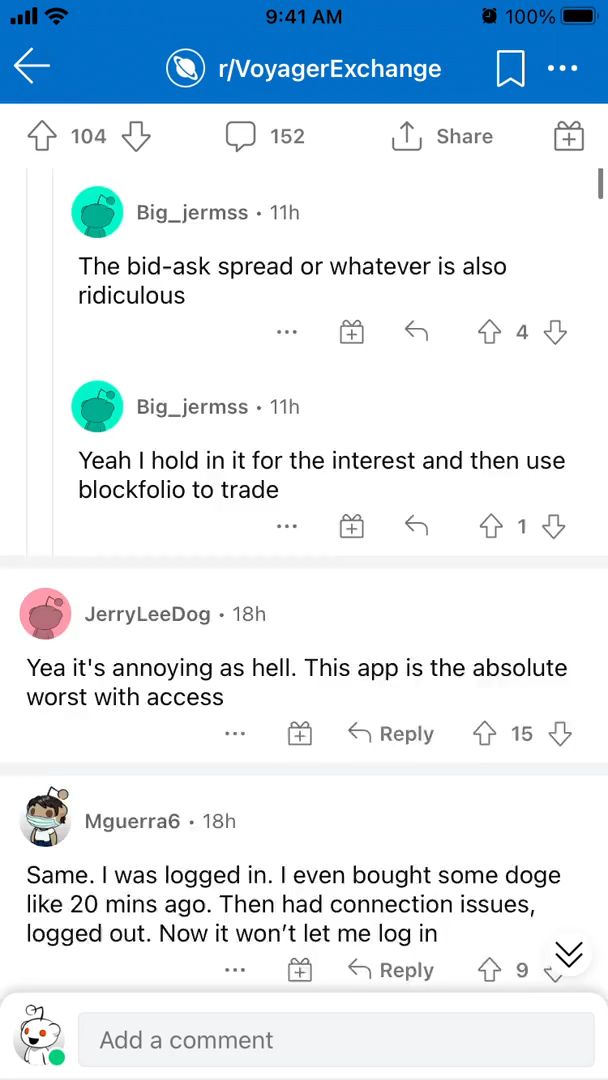 9:41 AM
100%
r/VoyagerExchange
104
152
Share
Big_jermss • 11h
The bid-ask spread or whatever is also
ridiculous
4
Big_jermss • 11h
Yeah I hold in it for the interest and then use
blockfolio to trade
1
JerryLeeDog • 18h
Yea it's annoying as hell. This app is the absolute
worst with access
Reply
15
Mguerra6 • 18h
Same. I was logged in. I even bought some doge
like 20 mins ago. Then had connection issues,
logged out. Now it won’t let me log in
Reply
9
Add a comment